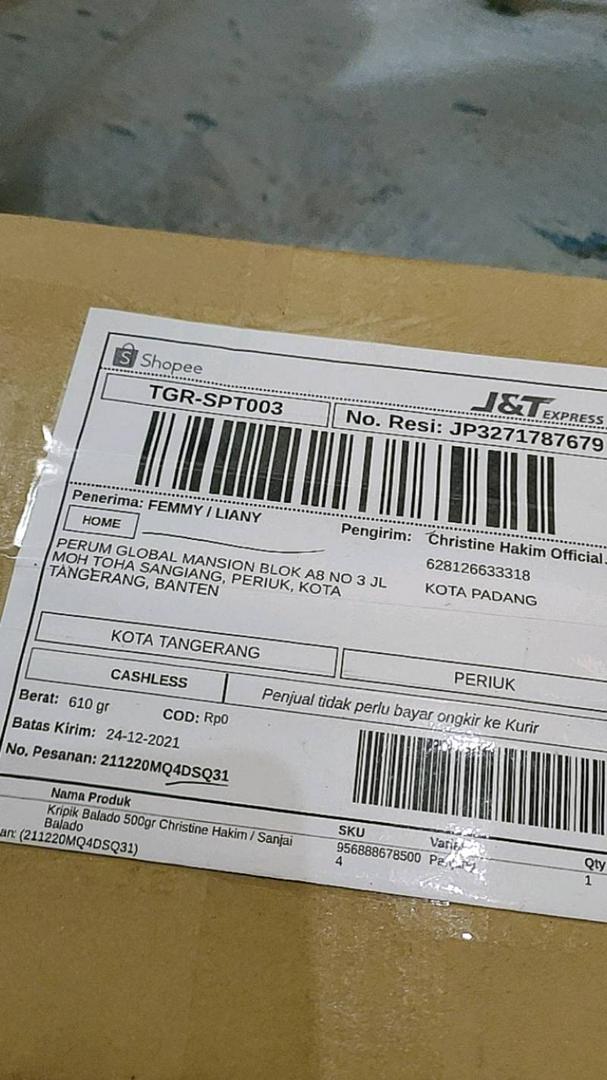 Shopee
J&T EXPRESS
TGR-SPT003
No. Resi: JP3271787679
Penerima: FEMMY / LIANY
HOME
PERUM GLOBAL MANSION BLOK A8 NO 3 JL
MOH TOHA SANGIANG, PERIUK, KOTA
TANGERANG, BANTEN
Pengirim: Christine Hakim Official.
628126633318
KOTA PADANG
KOTA TANGERANG
PERIUK
CASHLESS
Penjual tidak perlu bayar ongkir ke Kurir
Berat: 610 gr
COD: Rp0
Batas Kirim: 24-12-2021
No. Pesanan: 211220MQ4DSQ31
Nama Produk
SKU
Qty
Kripik Balado 500gr Christine Hakim / Sanjai
Balado
956888678500
4
1
an: (211220MQ4DSQ31)